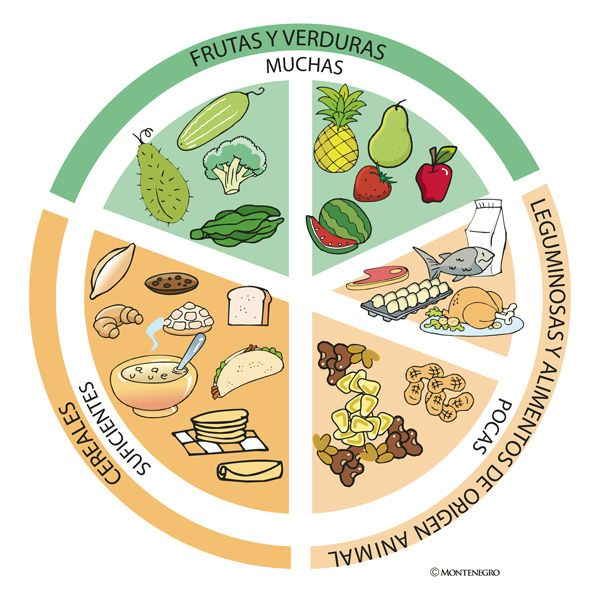 FRUTAS Y VERDURAS
MUCHAS
LEGUMINOSAS Y ALIMENTOS DE ORIGEN ANIMAL
POCAS
CEREALES
SUFICIENTES
© MONTENEGRO